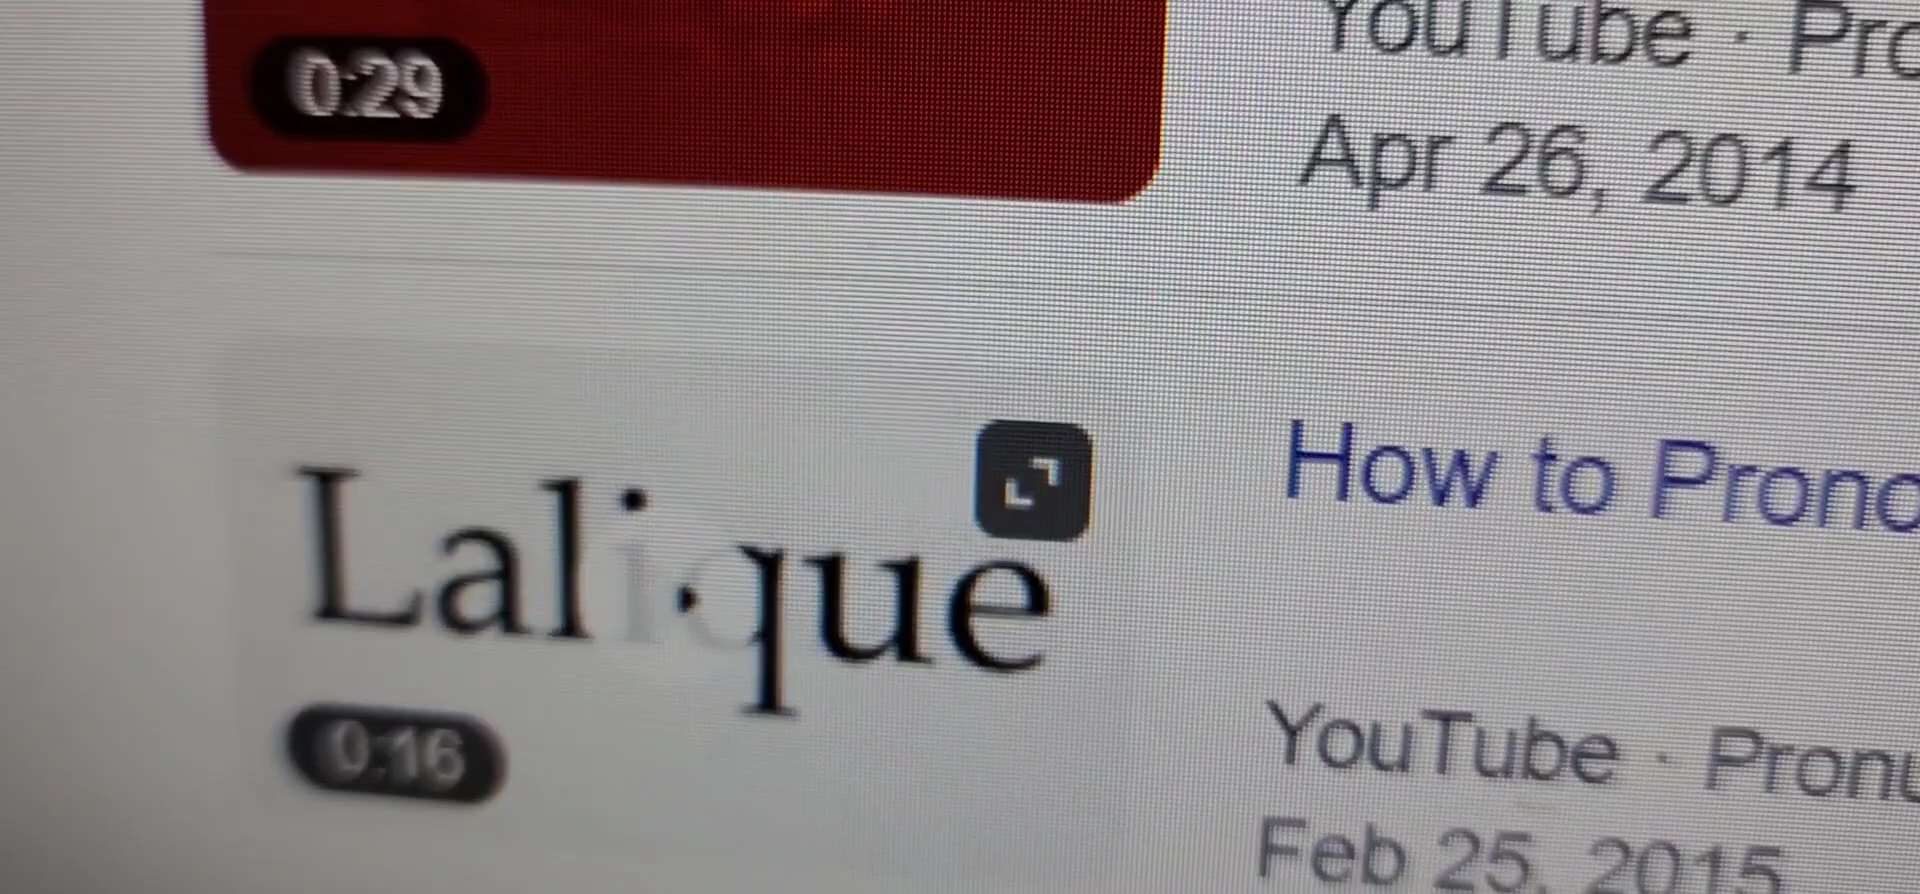 0:29
YouTube · Pro
Apr 26, 2014
Lalique
How to Prono
0:16
YouTube · Pronu
Feb 25, 2015